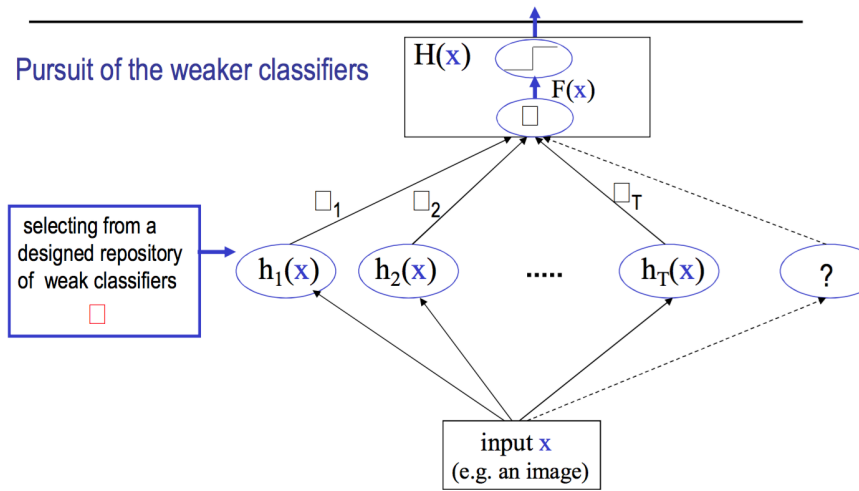 Pursuit of the weaker classifiers
H(x)
F(x)
□
□₁
□₂
□T
selecting from a
designed repository
of weak classifiers
□
h₁(x)
h₂(x)
.....
hT(x)
?
input x
(e.g. an image)